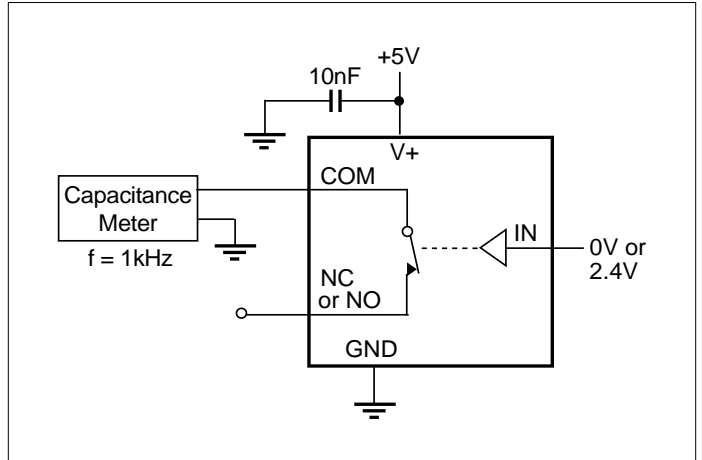 +5V
10nF
V+
COM
Capacitance
Meter
f = 1kHz
IN
0V or
2.4V
NC
or NO
GND